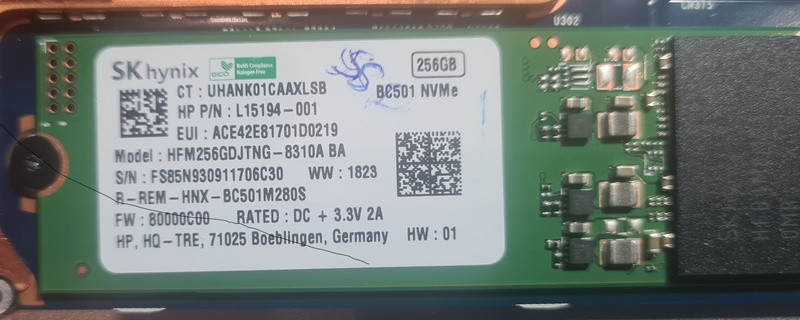 CN375
U302
SK hynix
ECO
RoHS Compliance
Halogen Free
256GB
CT : UHANK01CAAXLSB
BC501 NVMe
HP P/N : L15194-001
EUI : ACE42E81701D0219
Model : HFM256GDJTNG-8310A BA
S/N : FS85N930911706C30 WW : 1823
R-REM-HNX-BC501M280S
FW : 80000C00 RATED : DC + 3.3V 2A
HP, HQ-TRE, 71025 Boeblingen, Germany HW : 01